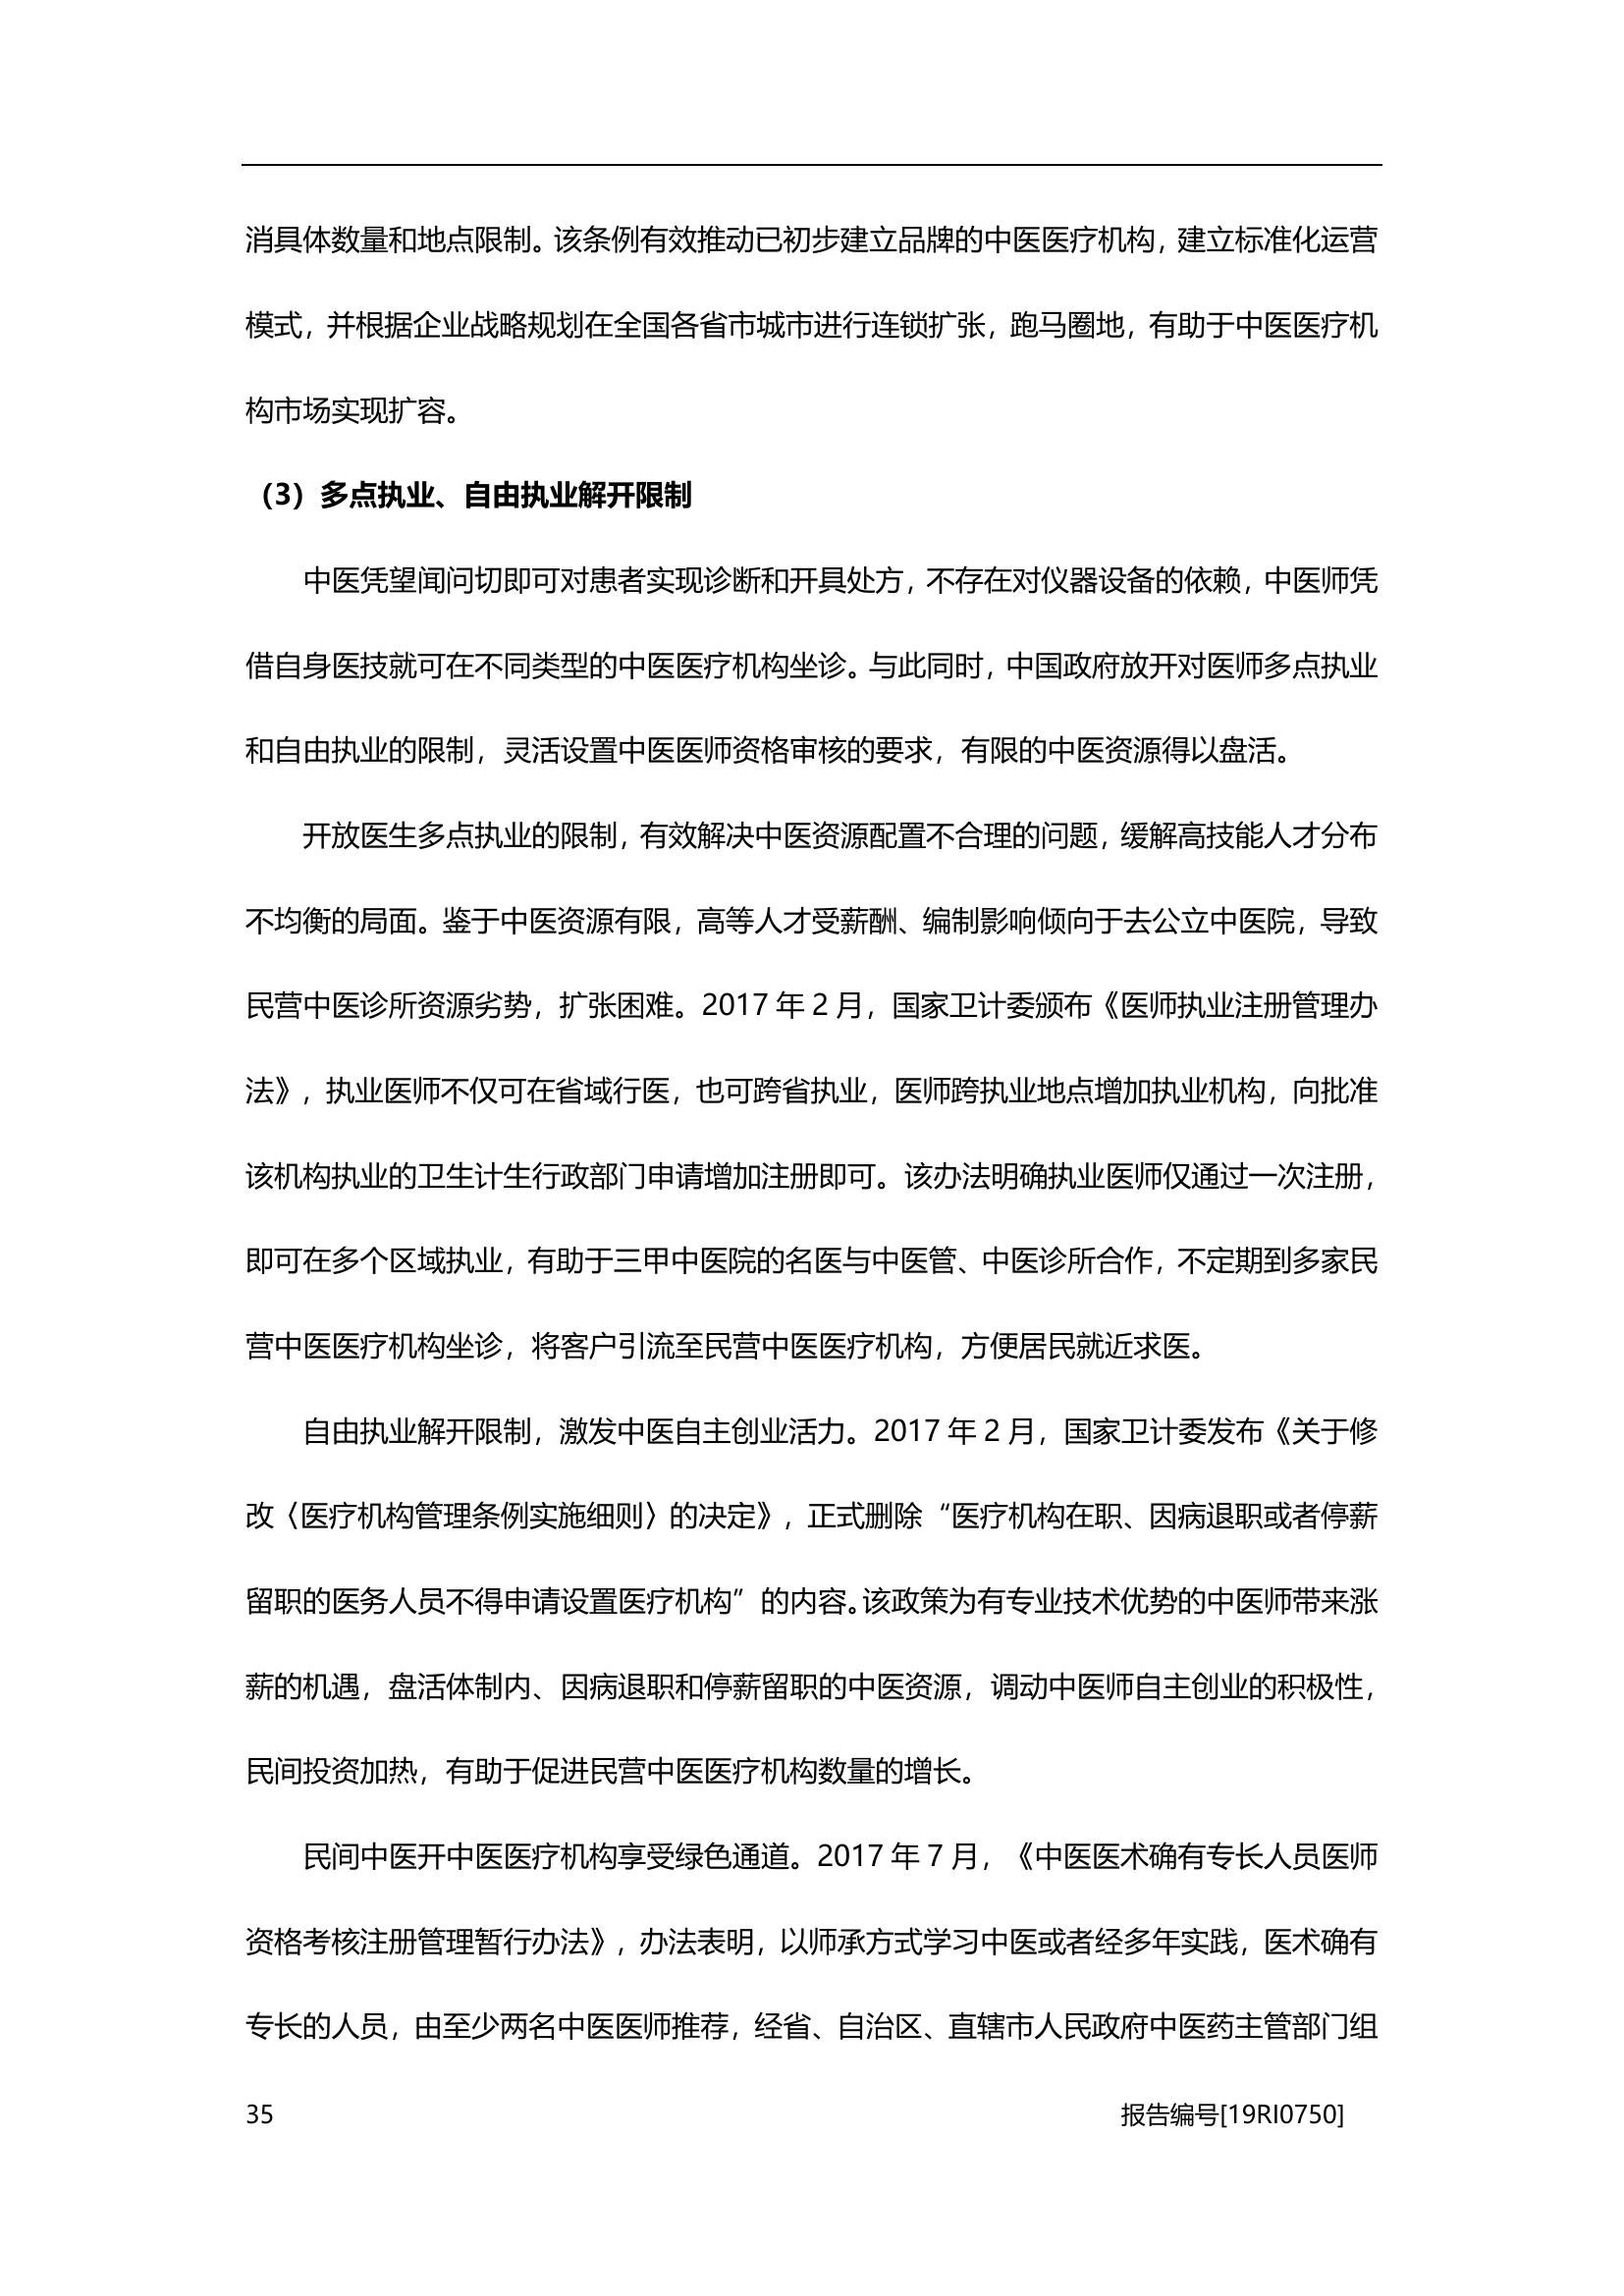 消具体数量和地点限制。该条例有效推动已初步建立品牌的中医医疗机构，建立标准化运营
模式，并根据企业战略规划在全国各省市城市进行连锁扩张，跑马圈地，有助于中医医疗机
构市场实现扩容。
（3）多点执业、自由执业解开限制
中医凭望闻问切即可对患者实现诊断和开具处方，不存在对仪器设备的依赖，中医师凭
借自身医技就可在不同类型的中医医疗机构坐诊。与此同时，中国政府放开对医师多点执业
和自由执业的限制，灵活设置中医医师资格审核的要求，有限的中医资源得以盘活。
开放医生多点执业的限制，有效解决中医资源配置不合理的问题，缓解高技能人才分布
不均衡的局面。鉴于中医资源有限，高等人才受薪酬、编制影响倾向于去公立中医院，导致
民营中医诊所资源劣势，扩张困难。2017 年 2 月，国家卫计委颁布《医师执业注册管理办
法》，执业医师不仅可在省域行医，也可跨省执业，医师跨执业地点增加执业机构，向批准
该机构执业的卫生计生行政部门申请增加注册即可。该办法明确执业医师仅通过一次注册，
即可在多个区域执业，有助于三甲中医院的名医与中医管、中医诊所合作，不定期到多家民
营中医医疗机构坐诊，将客户引流至民营中医医疗机构，方便居民就近求医。
自由执业解开限制，激发中医自主创业活力。2017 年 2 月，国家卫计委发布《关于修
改〈医疗机构管理条例实施细则〉的决定》，正式删除“医疗机构在职、因病退职或者停薪
留职的医务人员不得申请设置医疗机构”的内容。该政策为有专业技术优势的中医师带来涨
薪的机遇，盘活体制内、因病退职和停薪留职的中医资源，调动中医师自主创业的积极性，
民间投资加热，有助于促进民营中医医疗机构数量的增长。
民间中医开中医医疗机构享受绿色通道。2017 年 7 月，《中医医术确有专长人员医师
资格考核注册管理暂行办法》，办法表明，以师承方式学习中医或者经多年实践，医术确有
专长的人员，由至少两名中医医师推荐，经省、自治区、直辖市人民政府中医药主管部门组
35 报告编号[19RI0750]